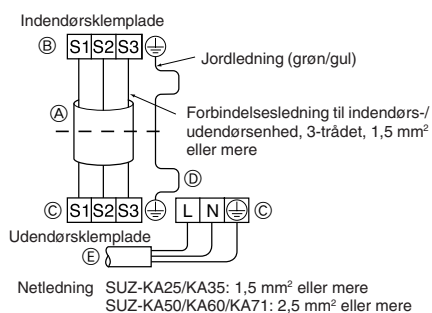 Indendørsklemplade
Ⓑ S1 S2 S3
Jordledning (grøn/gul)
Ⓐ
Forbindelsesledning til indendørs-/
udendørsenhed, 3-trådet, 1,5 mm²
eller mere
Ⓓ
Ⓒ S1 S2 S3 L N Ⓒ
Udendørsklemplade
Ⓔ
Netledning SUZ-KA25/KA35: 1,5 mm² eller mere
SUZ-KA50/KA60/KA71: 2,5 mm² eller mere